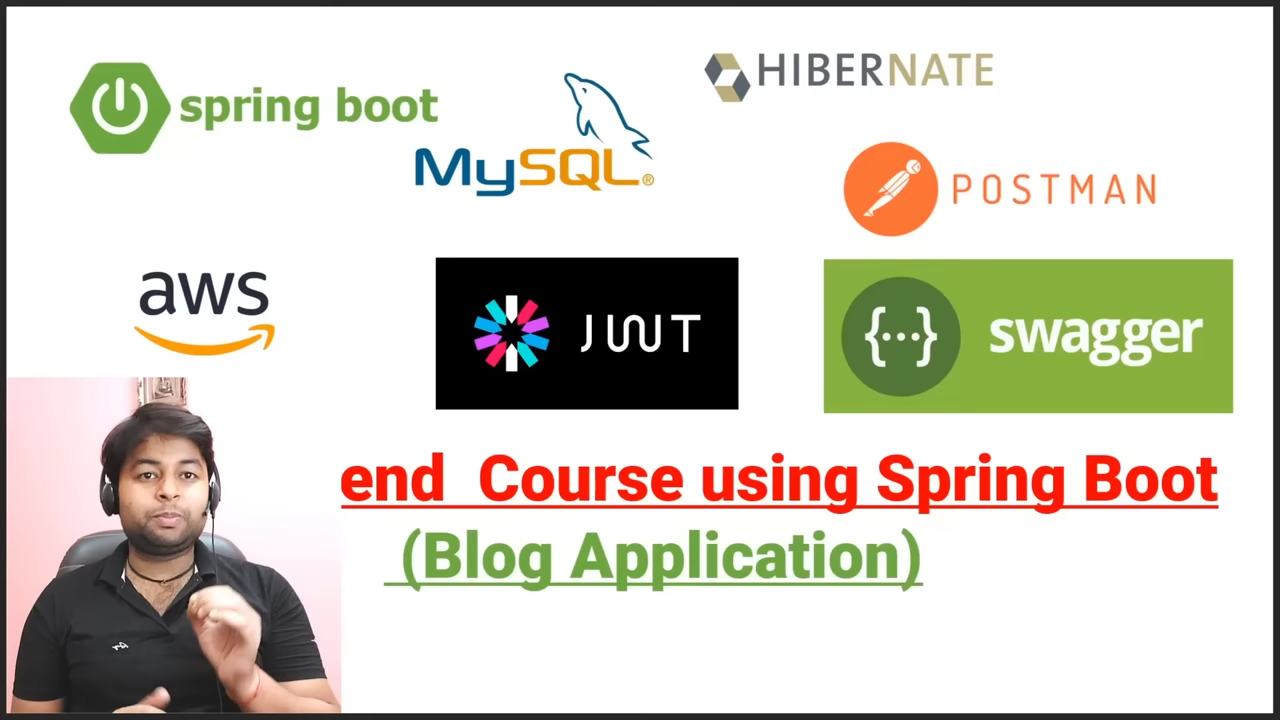 spring boot
HIBERNATE
MySQL®
POSTMAN
aws
JWT
{···} swagger
end Course using Spring Boot
(Blog Application)